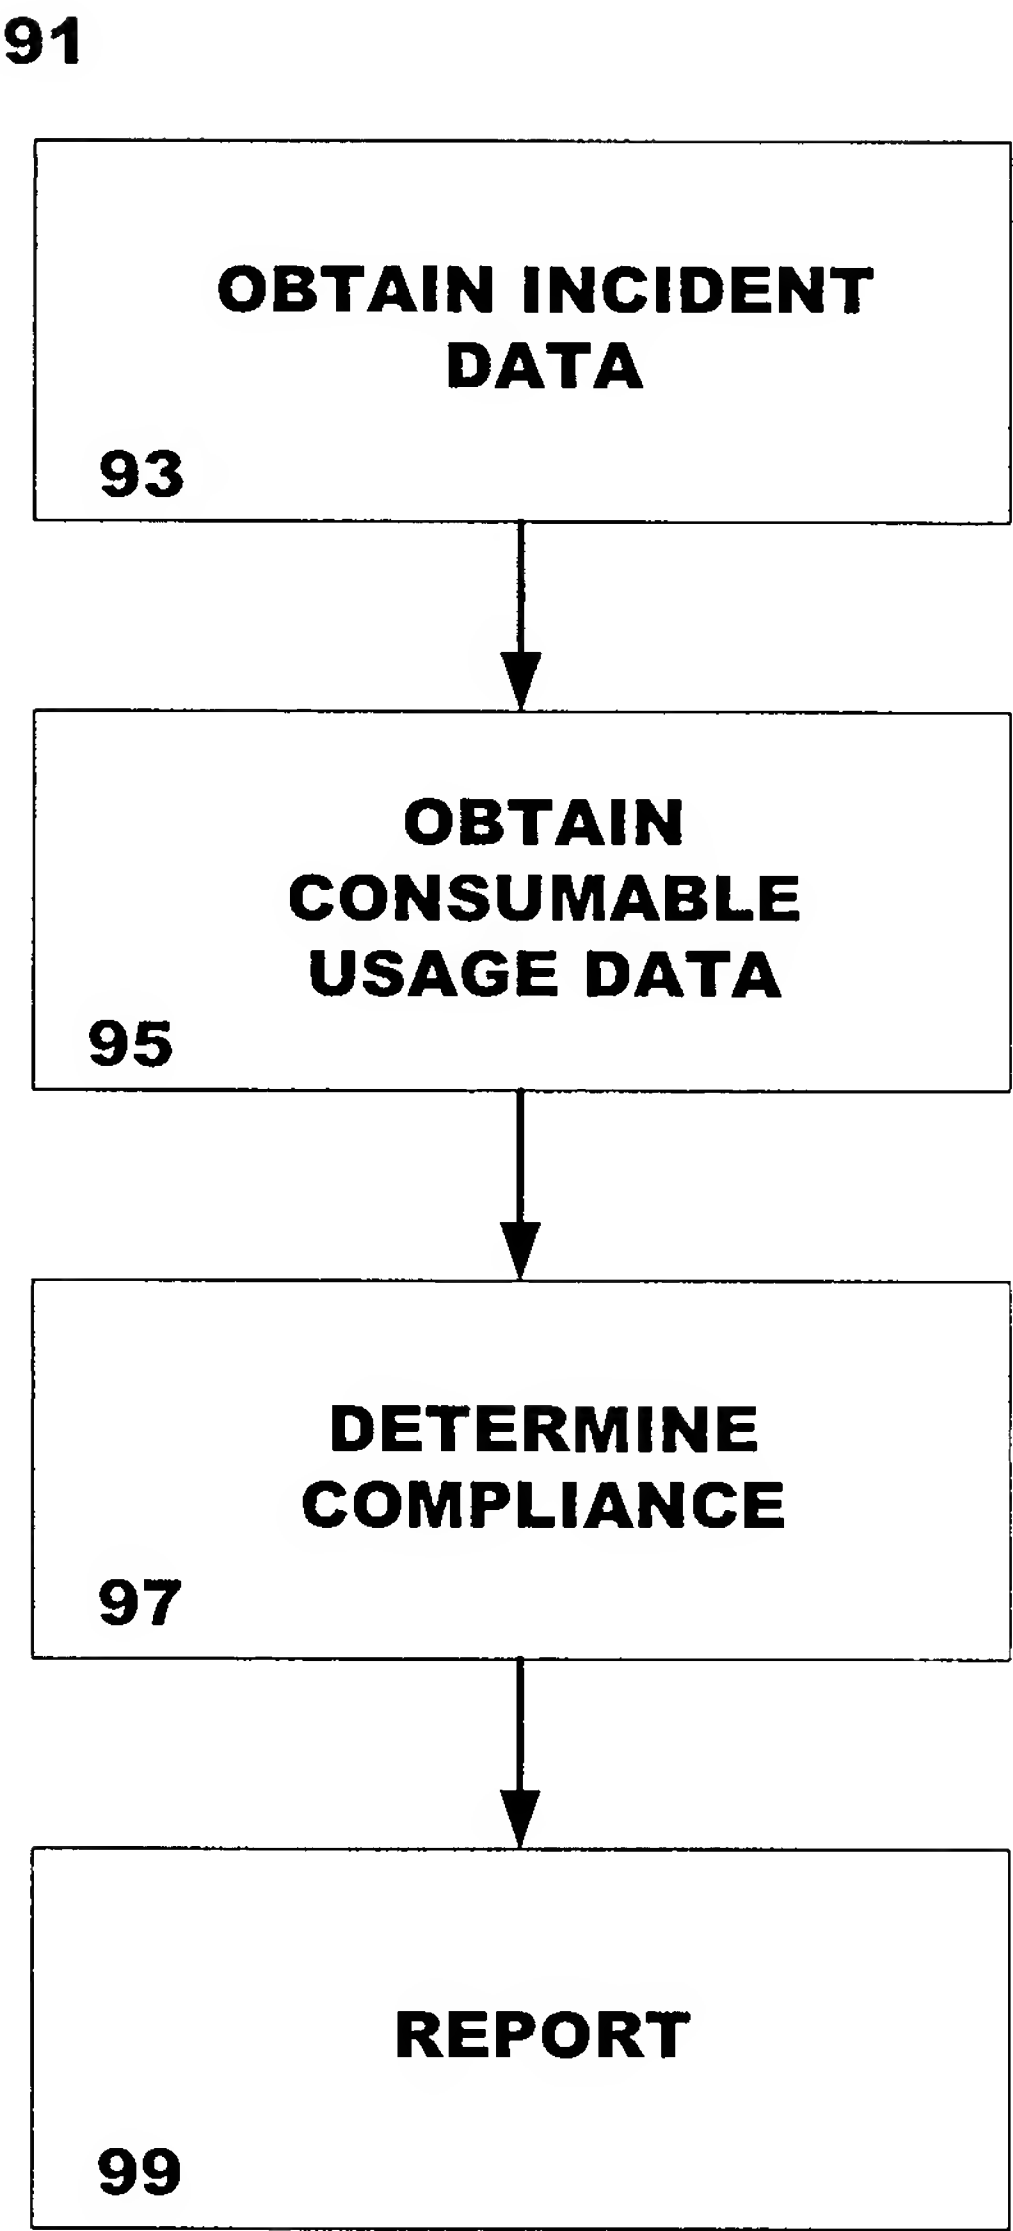 91
OBTAIN INCIDENT
DATA
93
OBTAIN
CONSUMABLE
USAGE DATA
95
DETERMINE
COMPLIANCE
97
REPORT
99